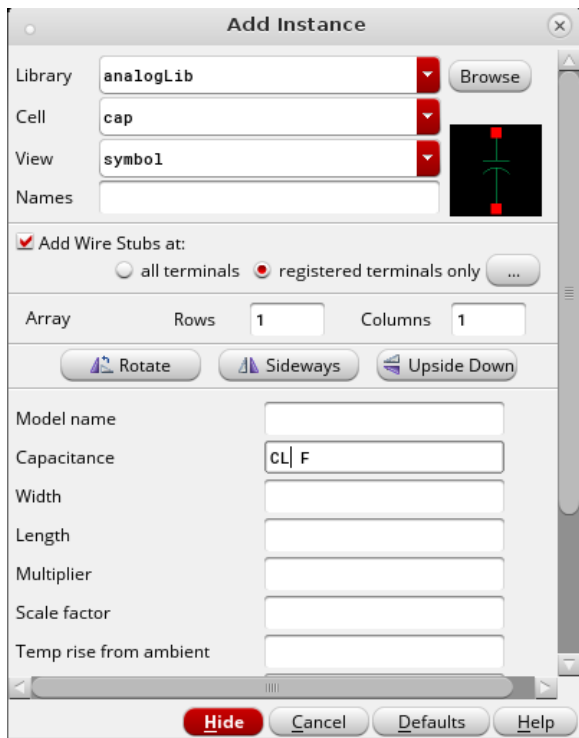 Add Instance
Library analogLib Browse
Cell cap
View symbol
Names
Add Wire Stubs at:
all terminals registered terminals only ...
Array Rows 1 Columns 1
Rotate Sideways Upside Down
Model name
Capacitance CL F
Width
Length
Multiplier
Scale factor
Temp rise from ambient
Hide Cancel Defaults Help